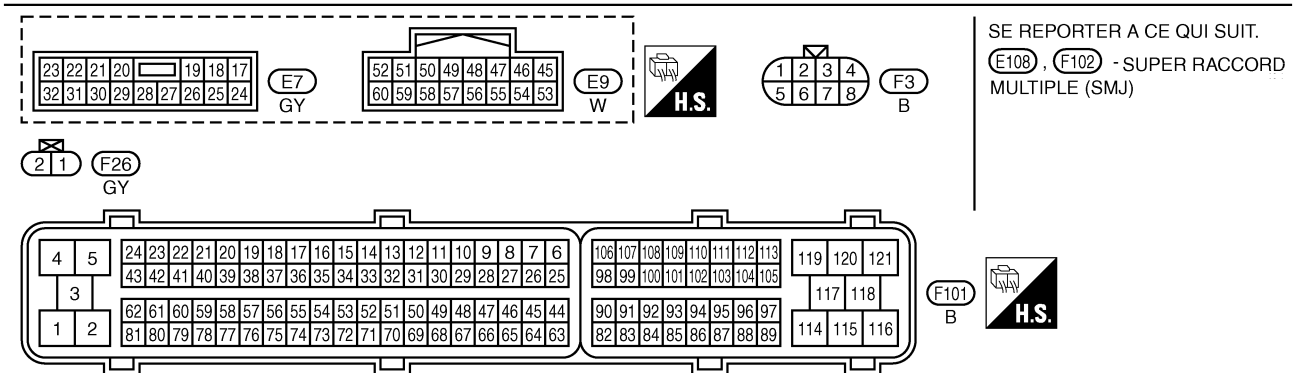 23 22 21 20 19 18 17
32 31 30 29 28 27 26 25 24
E7
GY
52 51 50 49 48 47 46 45
60 59 58 57 56 55 54 53
E9
W
H.S.
1 2 3 4
5 6 7 8
F3
B
SE REPORTER A CE QUI SUIT.
E108 , F102 - SUPER RACCORD
MULTIPLE (SMJ)
2 1
F26
GY
4 5
3
1 2
24 23 22 21 20 19 18 17 16 15 14 13 12 11 10 9 8 7 6
43 42 41 40 39 38 37 36 35 34 33 32 31 30 29 28 27 26 25
62 61 60 59 58 57 56 55 54 53 52 51 50 49 48 47 46 45 44
81 80 79 78 77 76 75 74 73 72 71 70 69 68 67 66 65 64 63
106 107 108 109 110 111 112 113
98 99 100 101 102 103 104 105
90 91 92 93 94 95 96 97
82 83 84 85 86 87 88 89
119 120 121
117 118
114 115 116
F101
B
H.S.